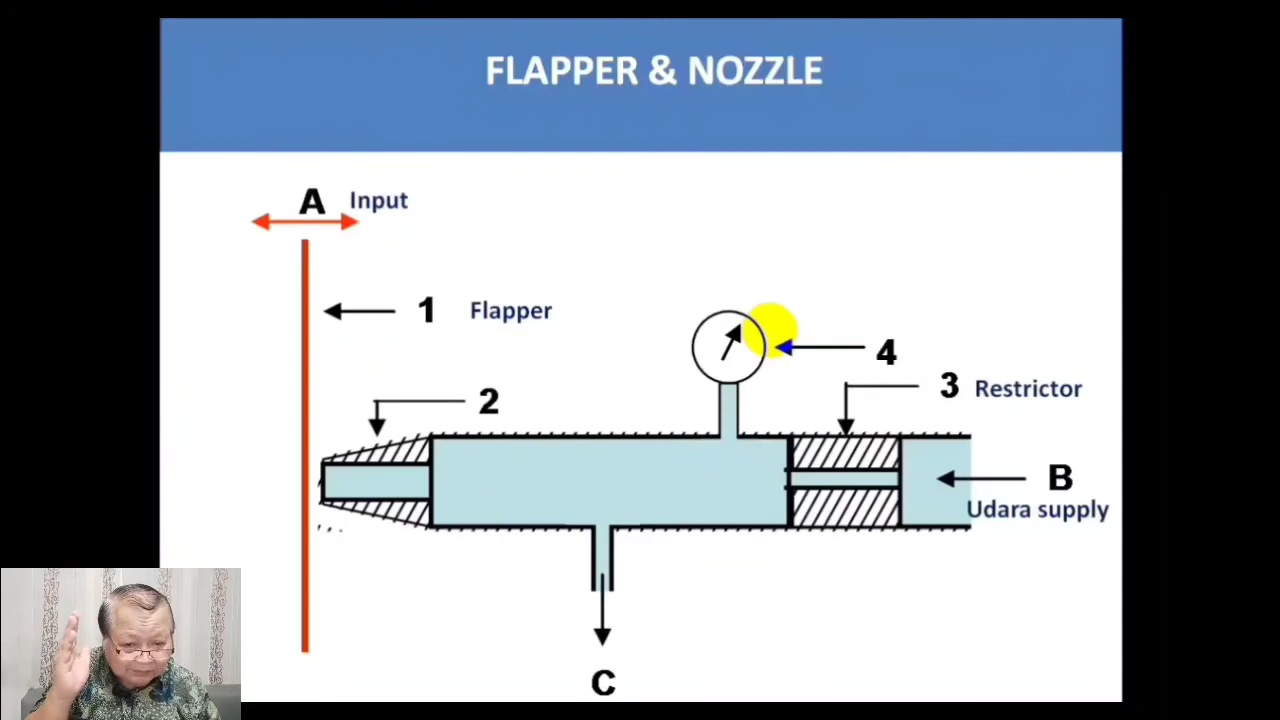 FLAPPER & NOZZLE
A Input
1 Flapper
4
3 Restrictor
2
B
Udara supply
C